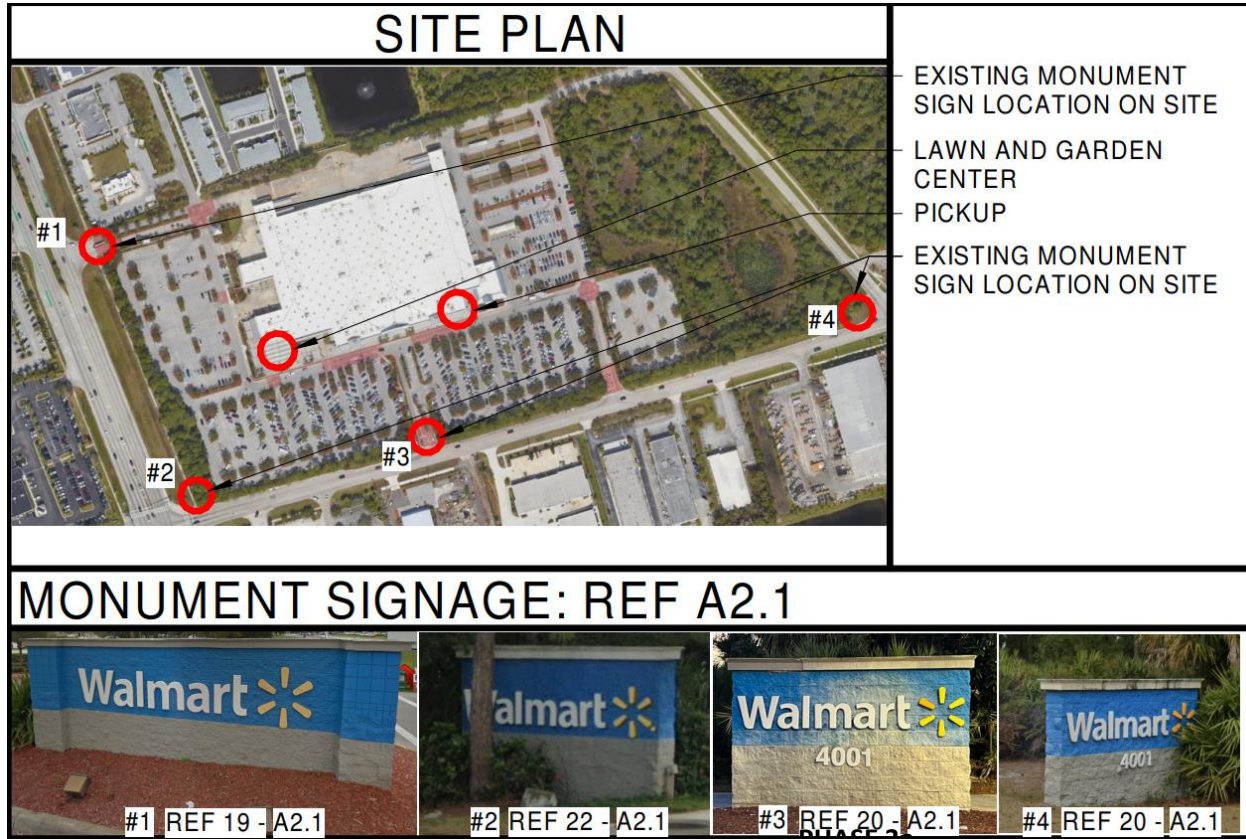 SITE PLAN
EXISTING MONUMENT
SIGN LOCATION ON SITE
LAWN AND GARDEN
CENTER
PICKUP
EXISTING MONUMENT
SIGN LOCATION ON SITE
#1
#2
#3
#4
MONUMENT SIGNAGE: REF A2.1
Walmart
#1 REF 19 - A2.1
Walmart
#2 REF 22 - A2.1
Walmart
4001
#3 REF 20 - A2.1
Walmart
4001
#4 REF 20 - A2.1